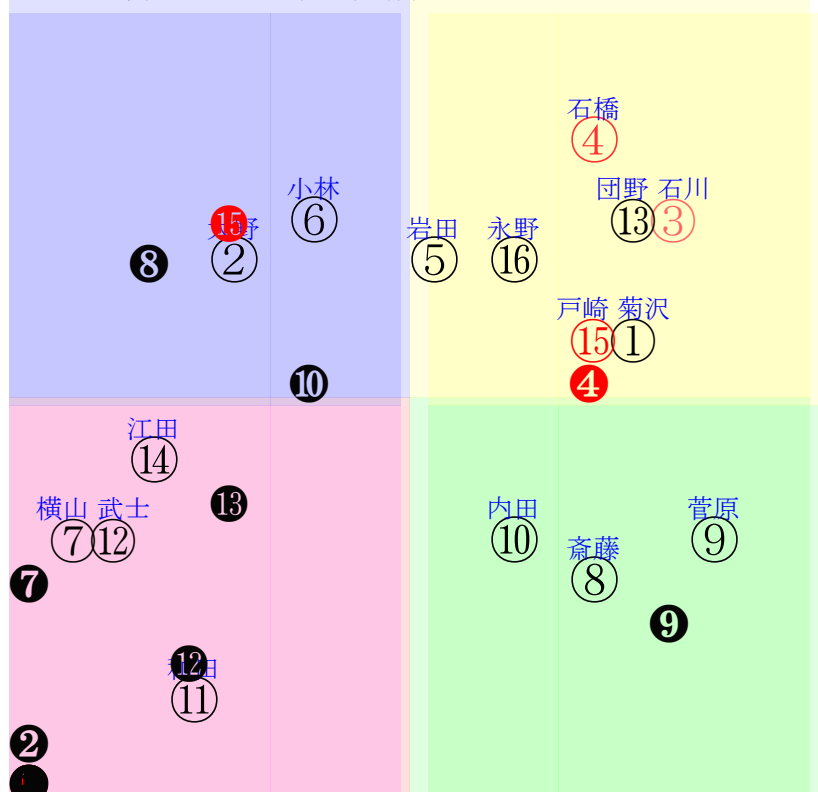 石橋
④
小林
団野 石川
⑥
⑬③
⓯
岩田
永野
❽
②
⑤
⑯
戸崎 菊沢
⑮①
❿
❹
江田
⑭
⓭
横山 武士
内田
菅原
⑦⑫
⑩
斎藤
⑨
❼
⑧
❾
⓬
⑪
❷